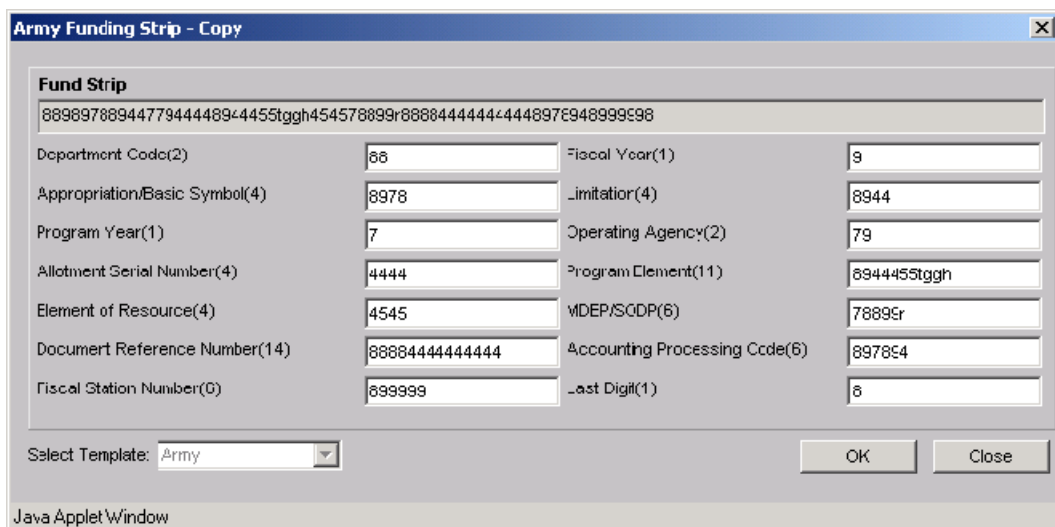 Army Funding Strip - Copy
Fund Strip
8898978894477944448944455tggh454578899r888844444444448978948999998
Department Code(2) 88 Fiscal Year(1) 9
Appropriation/Basic Symbol(4) 8978 Limitation(4) 8944
Program Year(1) 7 Operating Agency(2) 79
Allotment Serial Number(4) 4444 Program Element(11) 8944455tggh
Element of Resource(4) 4545 MDEP/SODP(6) 78899r
Document Reference Number(14) 88884444444444 Accounting Processing Code(6) 897894
Fiscal Station Number(6) 899999 Last Digit(1) 8
Select Template: Army OK Close
Java Applet Window